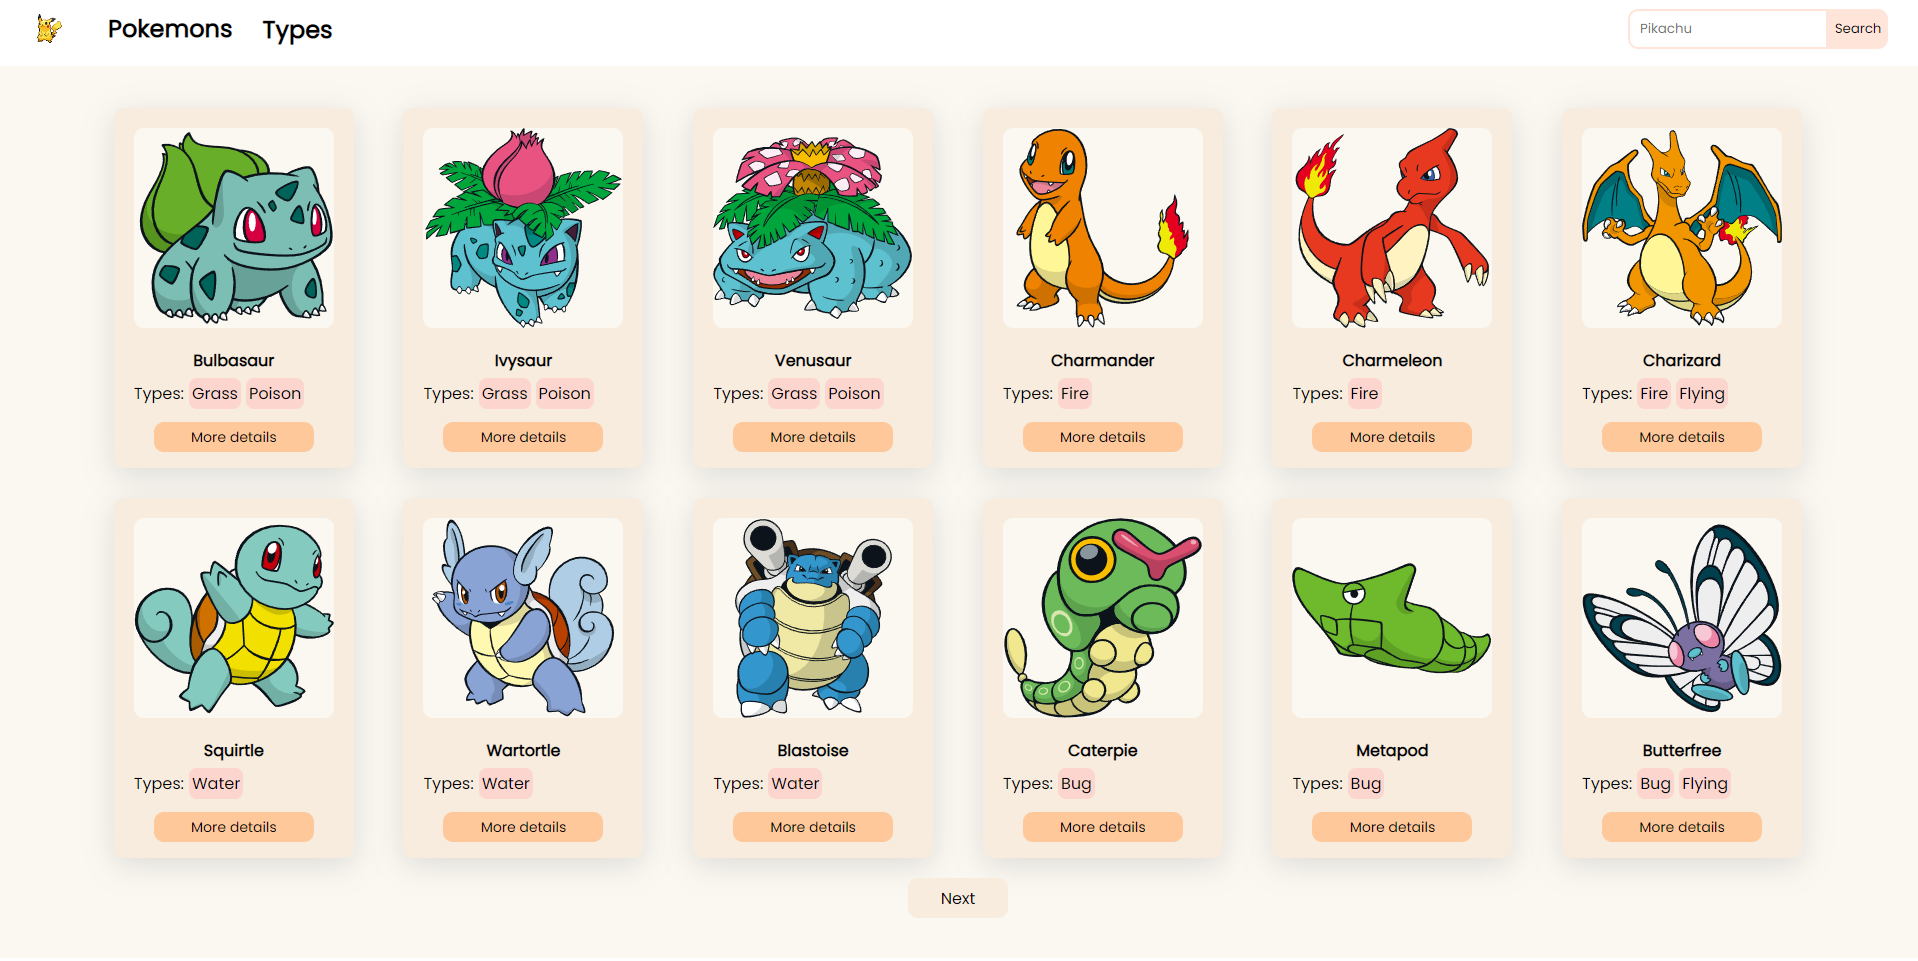 Pokemons Types Pikachu Search
Bulbasaur Ivysaur Venusaur Charmander Charmeleon Charizard
Types: Grass Poison Types: Grass Poison Types: Grass Poison Types: Fire Types: Fire Types: Fire Flying
More details More details More details More details More details More details
Squirtle Wartortle Blastoise Caterpie Metapod Butterfree
Types: Water Types: Water Types: Water Types: Bug Types: Bug Types: Bug Flying
More details More details More details More details More details More details
Next